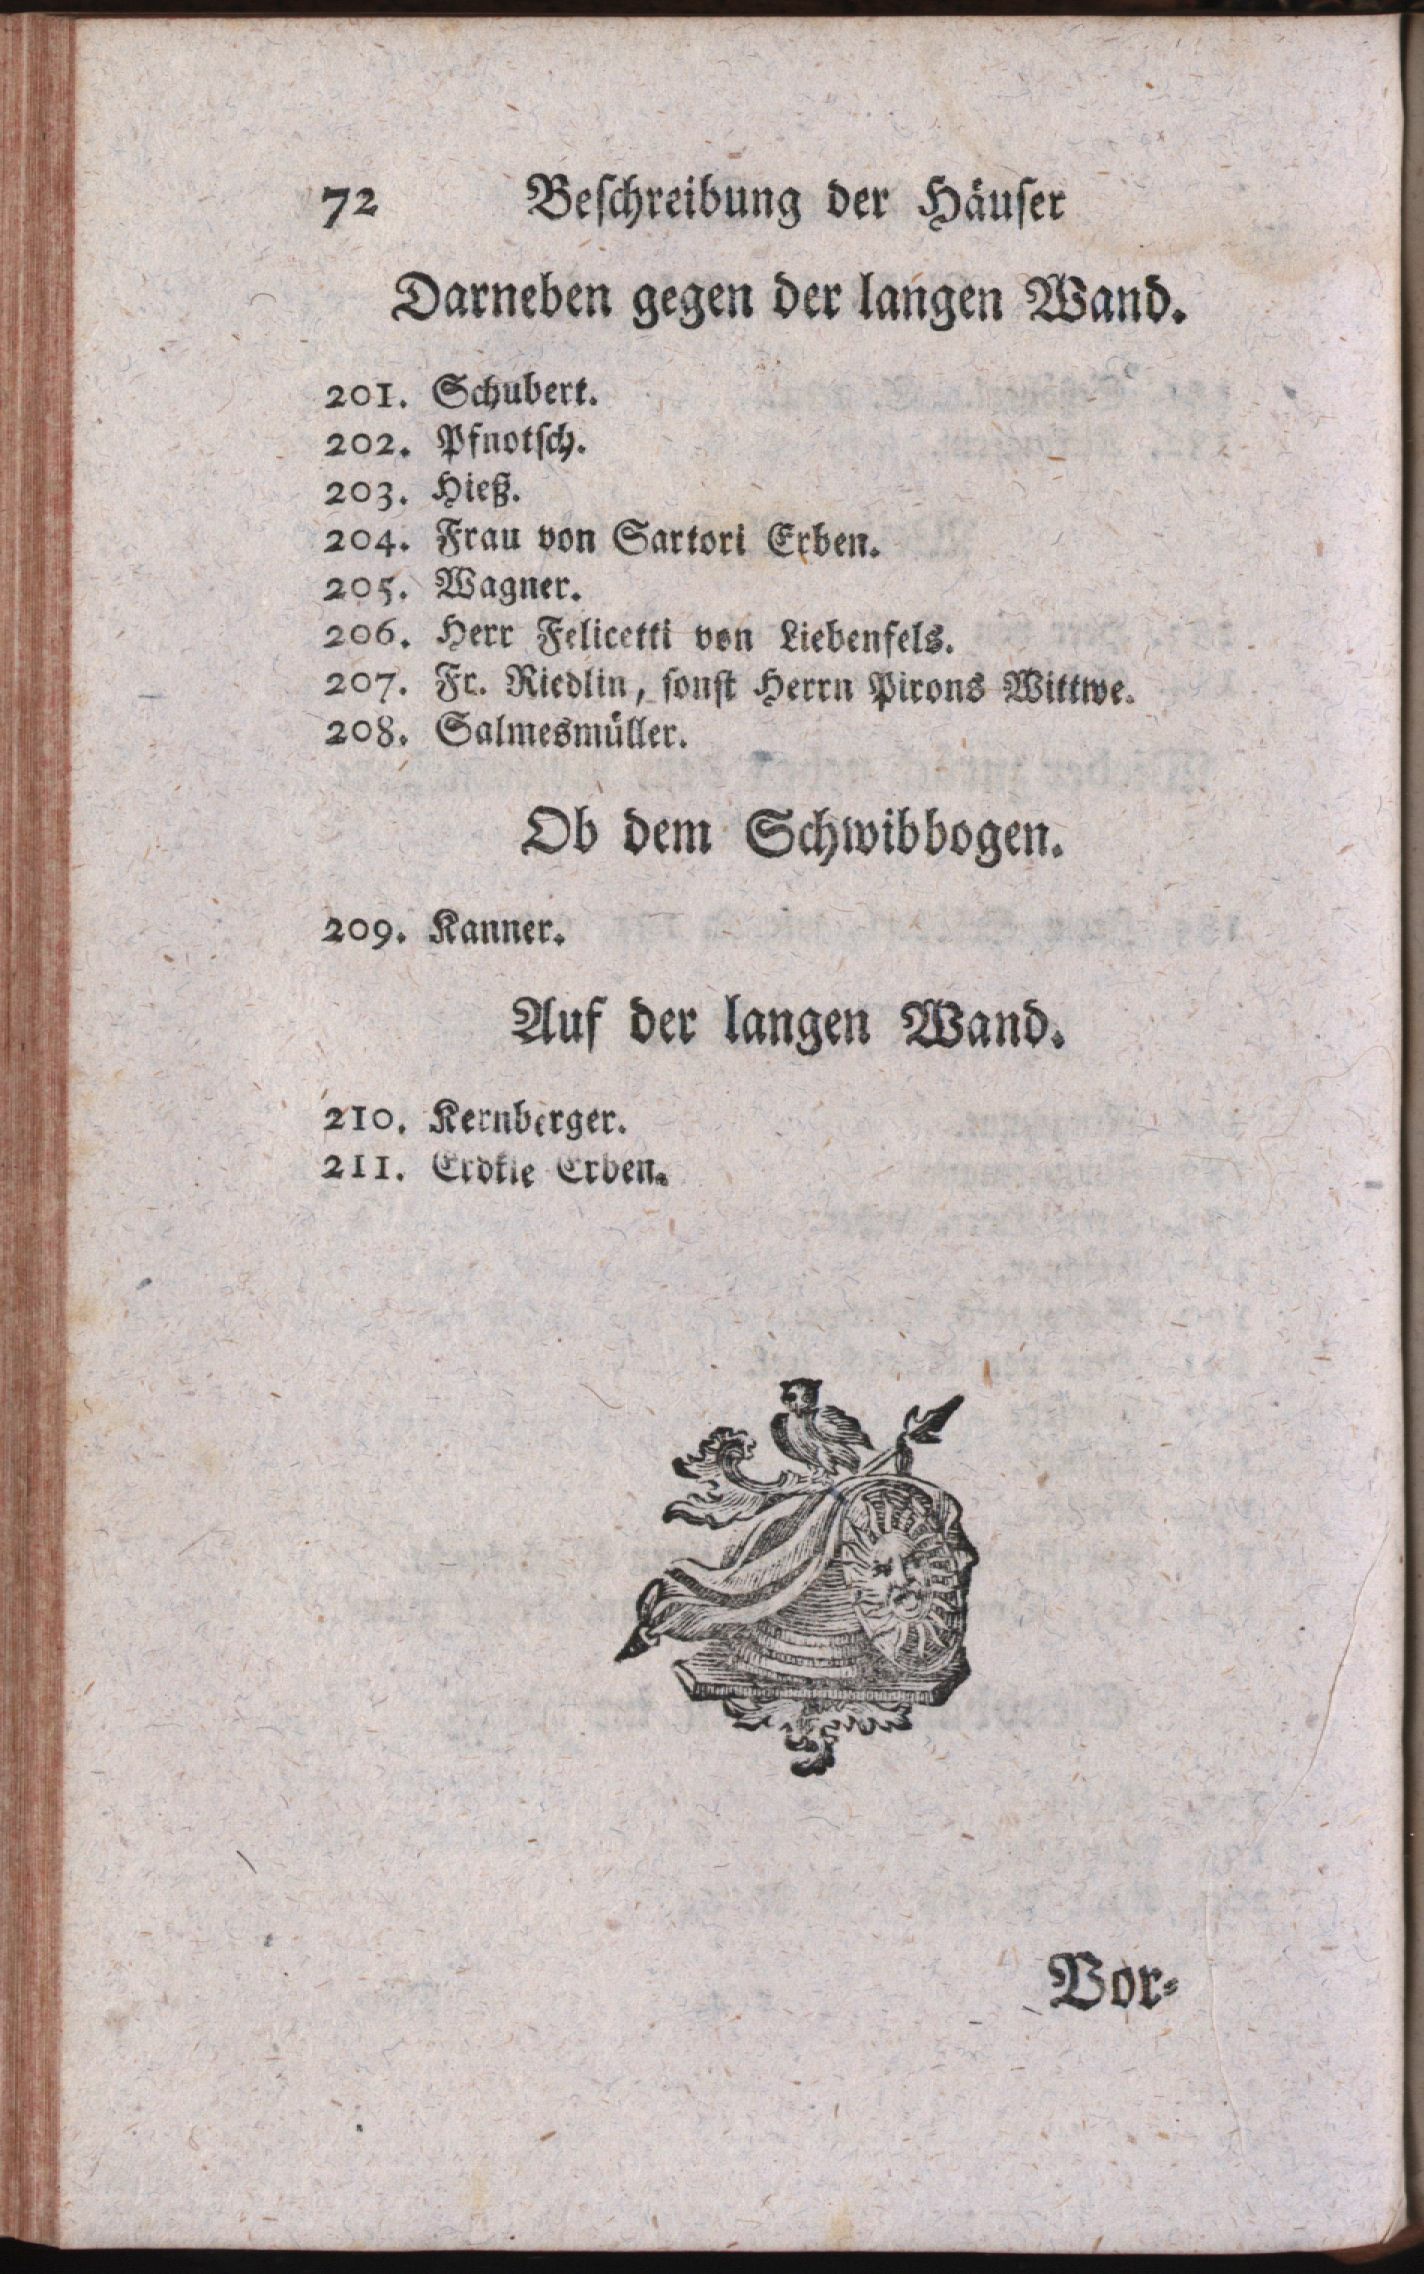 72 Beschreibung der Häuser
Darneben gegen der langen Wand.
201. Schubert.
202. Pfnotsch.
203. Hieß.
204. Frau von Sartori Erben.
205. Wagner.
206. Herr Felicetti von Liebenfels.
207. Fr. Riedlin, sonst Herrn Pirons Wittwe.
208. Salmesmüller.
Ob dem Schwibbogen.
209. Kanner.
Auf der langen Wand.
210. Kernberger.
211. Erben.
Vor-